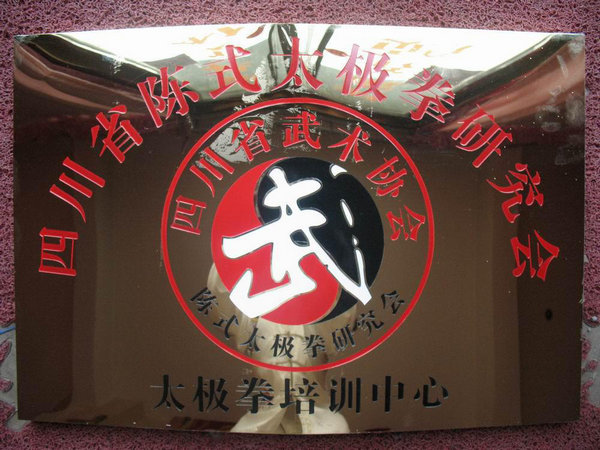 四川省陈式太极拳研究会
四川省武术协会
武
陈式太极拳研究会
太极拳培训中心